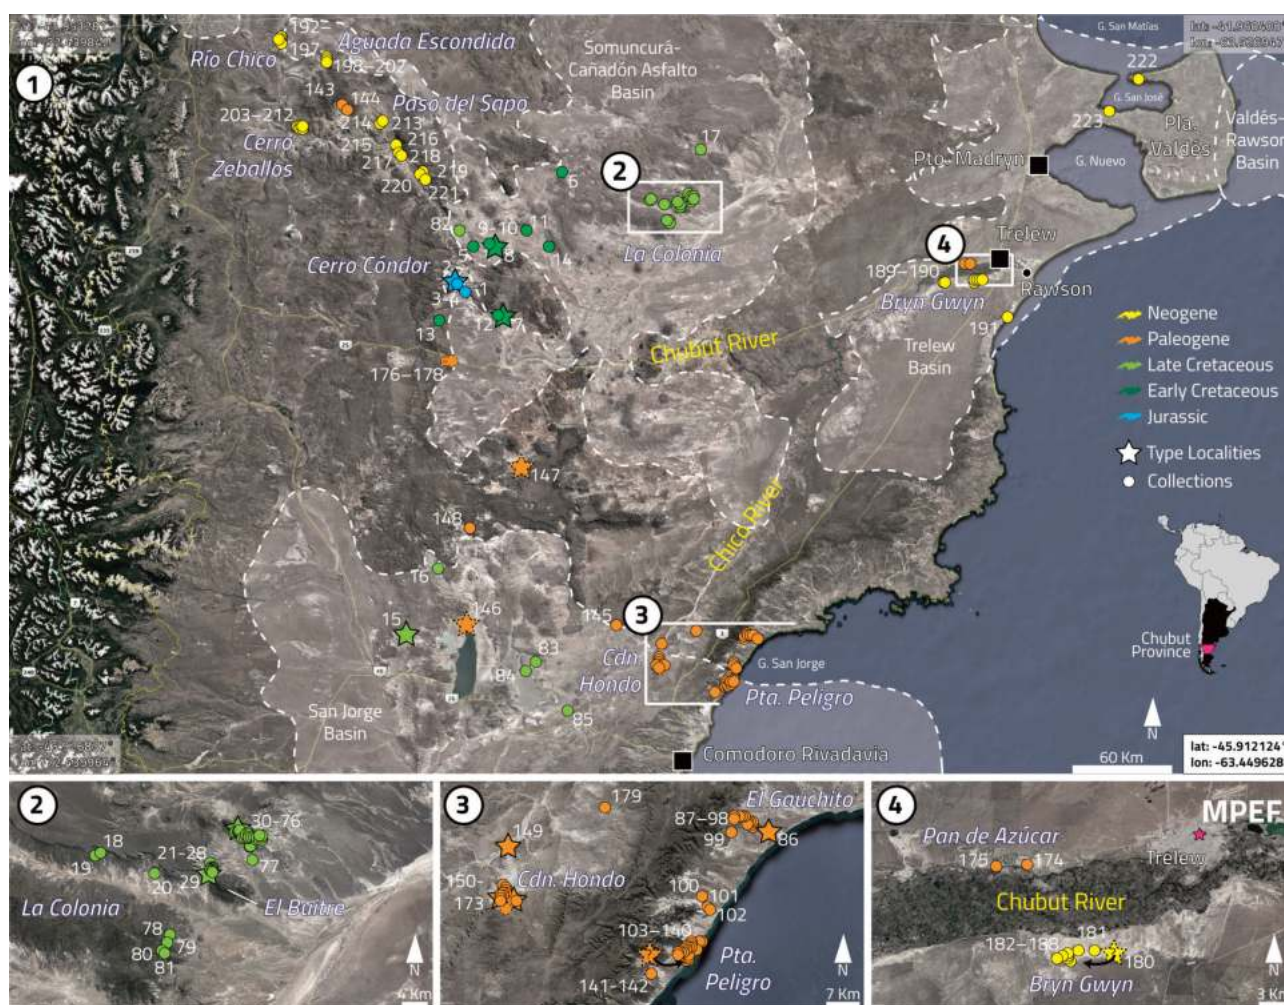 1
192-
197
Río Chico
Aguada Escondida
198-202
143
144
Paso del Sapo
203-212
214
213
215
216
Cerro
Zeballos
217
218
219
220
221
Somuncurá-
Cañadón Asfalto
Basin
17
2
6
La Colonia
82
9-10
11
5
8
14
Cerro Cóndor
1
13
12
7
176-178
G. San Matías
222
G. San José
223
Pla.
Valdés
Valdés-
Rawson
Basin
Pto. Madryn
G. Nuevo
4
Trelew
189-190
Bryn Gwyn
Rawson
191
Trelew
Basin
Chubut River
Neogene
Paleogene
Late Cretaceous
Early Cretaceous
Jurassic
Type Localities
Collections
147
148
Chico River
16
15
146
145
3
83
84
85
Cdn
Hondo
G. San Jorge
Pta. Peligro
San Jorge
Basin
Comodoro Rivadavia
Chubut
Province
N
60 Km
lat: -45.9121241
lon: -63.449628
2
18
19
20
21-28
29
30-76
77
La Colonia
El Buitre
78
79
80
81
N
4 Km
3
179
El Gauchito
87-98
99
86
149
150-
173
Cdn. Hondo
100
101
102
103-140
Pta.
Peligro
141-142
N
7 Km
4
MPEF
Pan de Azúcar
175
174
Trelew
Chubut River
181
182-188
180
Bryn Gwyn
N
3 Km